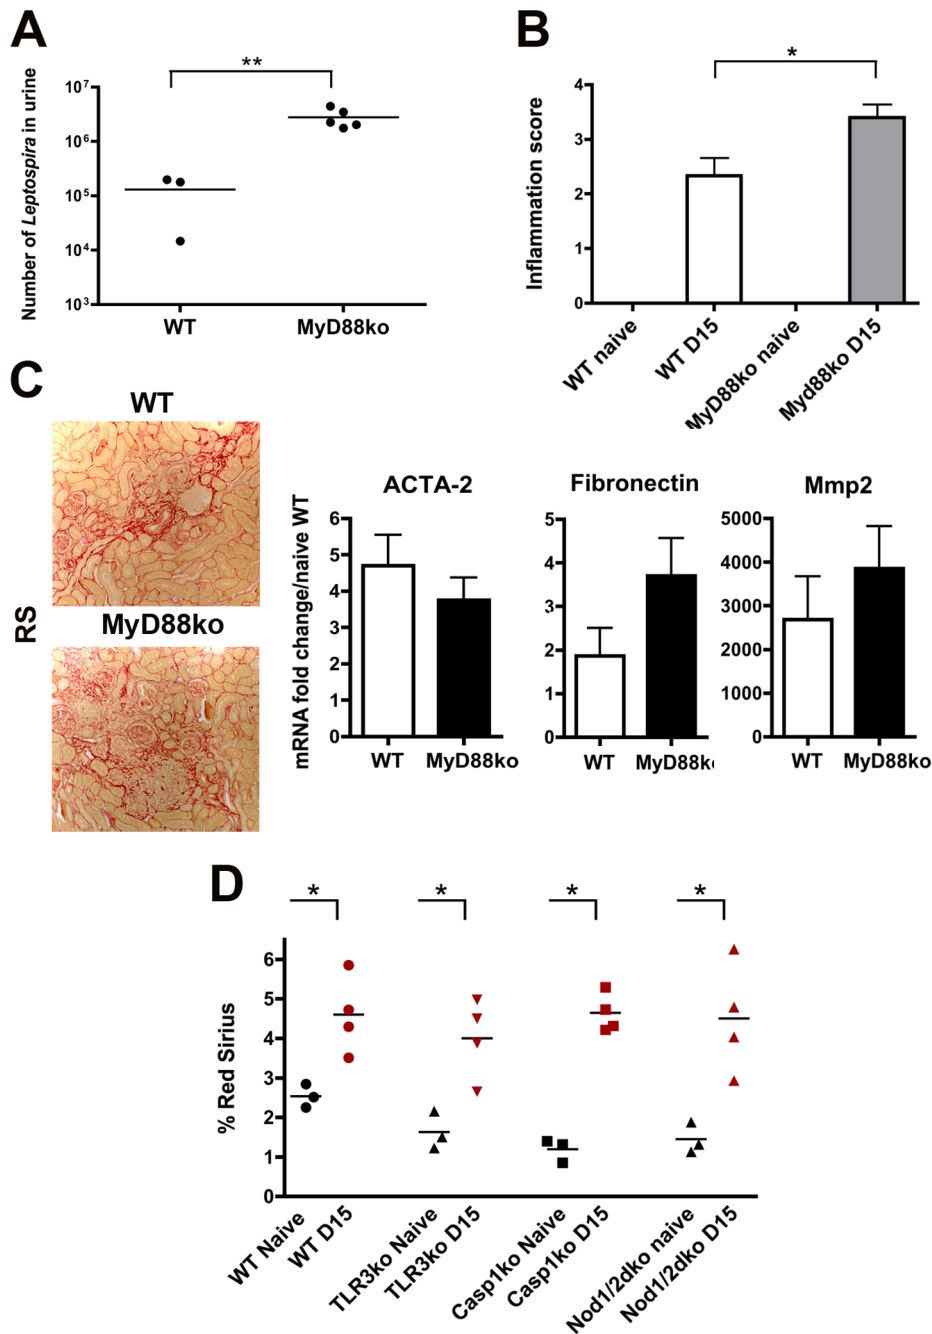 A
**
Number of Leptospira in urine
10⁷
10⁶
10⁵
10⁴
10³
WT
MyD88ko
B
*
Inflammation score
4
3
2
1
0
WT naive
WT D15
MyD88ko naive
Myd88ko D15
C
WT
MyD88ko
RS
mRNA fold change/naive WT
ACTA-2
6
5
4
3
2
1
0
WT
MyD88ko
Fibronectin
5
4
3
2
1
0
WT
MyD88k
Mmp2
5000
4000
3000
2000
1000
0
WT
MyD88ko
D
* * * *
% Red Sirius
6
5
4
3
2
1
0
WT Naive
WT D15
TLR3ko Naive
TLR3ko D15
Casp1ko Naive
Casp1ko D15
Nod1/2dko naive
Nod1/2dko D15